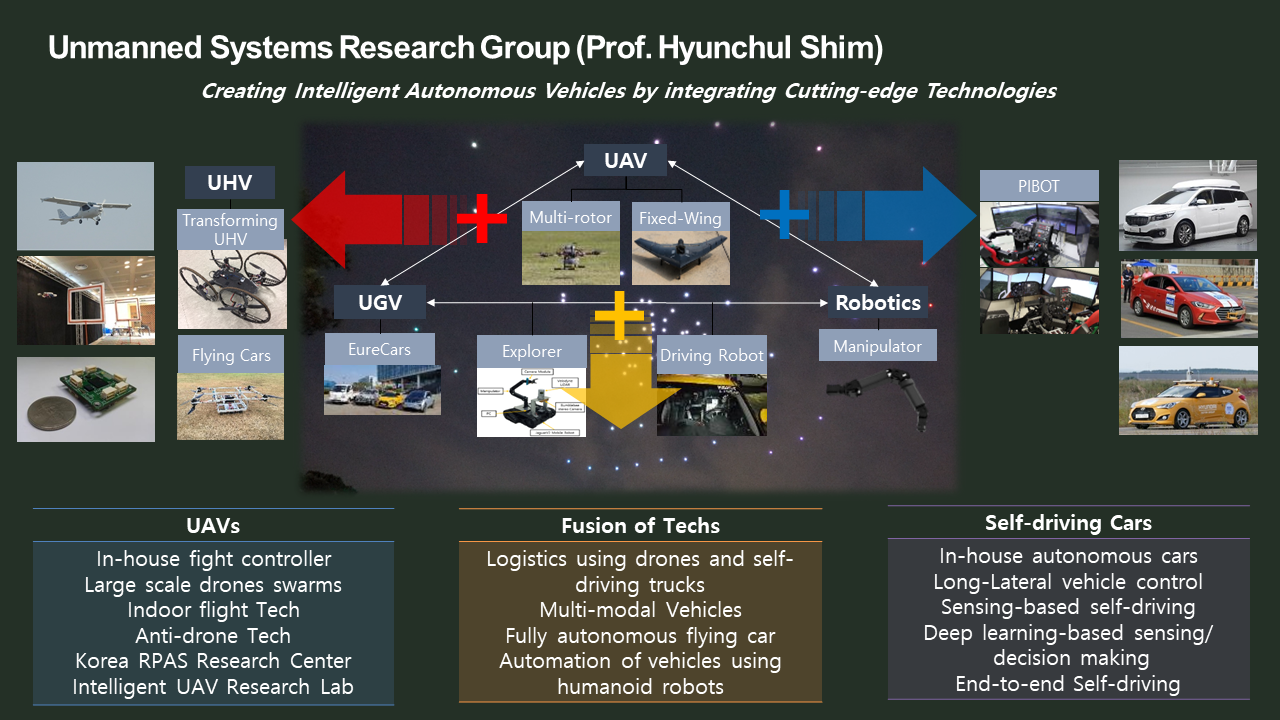 Unmanned Systems Research Group (Prof. Hyunchul Shim)
Creating Intelligent Autonomous Vehicles by integrating Cutting-edge Technologies
UHV
Transforming
UHV
Flying Cars
UAV
Multi-rotor
Fixed-Wing
UGV
EureCars
Explorer
Camera Module
Manipulator
PC
Driving Robot
Robotics
Manipulator
PIBOT
UAVs
In-house fight controller
Large scale drones swarms
Indoor flight Tech
Anti-drone Tech
Korea RPAS Research Center
Intelligent UAV Research Lab
Fusion of Techs
Logistics using drones and self-
driving trucks
Multi-modal Vehicles
Fully autonomous flying car
Automation of vehicles using
humanoid robots
Self-driving Cars
In-house autonomous cars
Long-Lateral vehicle control
Sensing-based self-driving
Deep learning-based sensing/
decision making
End-to-end Self-driving